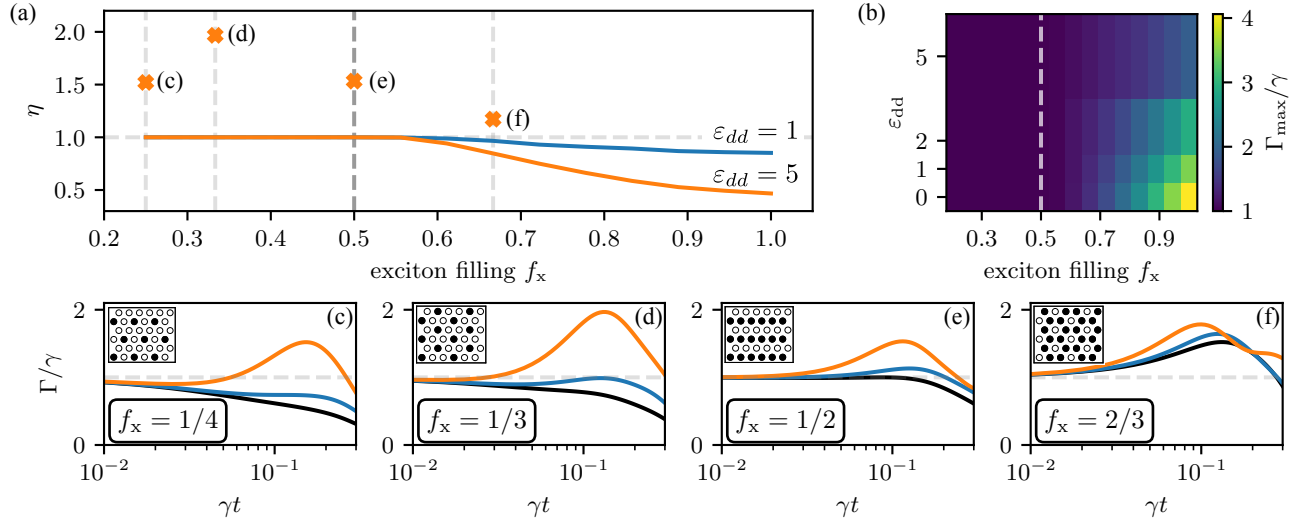 (a)
η
2.0
1.5
1.0
0.5
(c)
(d)
(e)
(f)
ε_dd = 1
ε_dd = 5
0.2 0.3 0.4 0.5 0.6 0.7 0.8 0.9 1.0
exciton filling f_x
(b)
ε_dd
5
2
1
0
0.3 0.5 0.7 0.9
exciton filling f_x
4
3
2
1
Γ_max/γ
Γ/γ
2
0
(c)
f_x = 1/4
10⁻² 10⁻¹
γt
2
0
(d)
f_x = 1/3
10⁻² 10⁻¹
γt
2
0
(e)
f_x = 1/2
10⁻² 10⁻¹
γt
2
0
(f)
f_x = 2/3
10⁻² 10⁻¹
γt